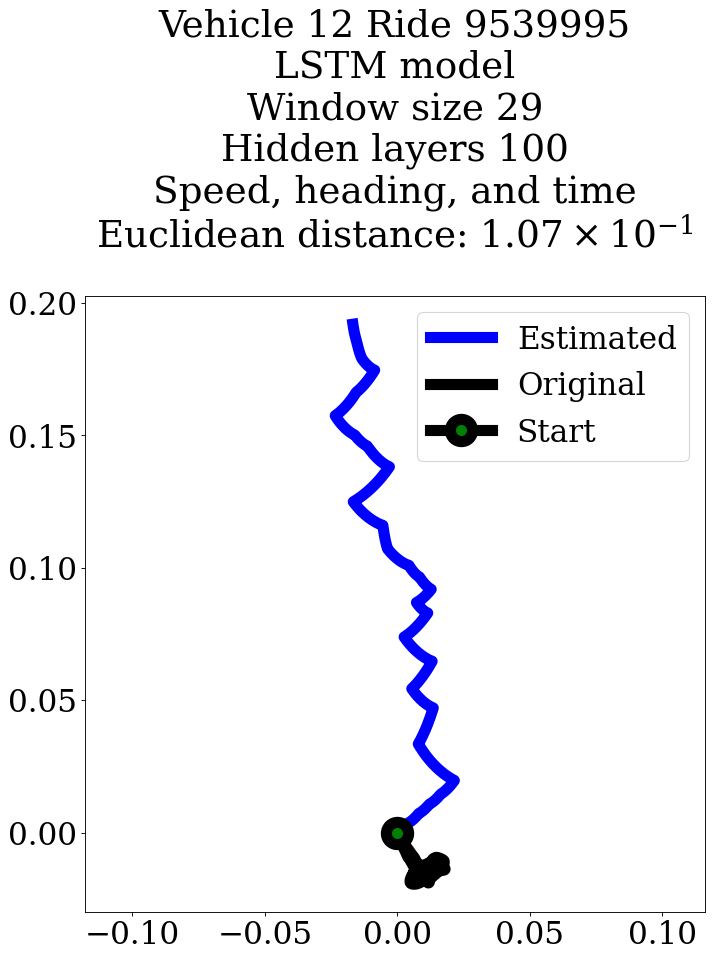 Vehicle 12 Ride 9539995
LSTM model
Window size 29
Hidden layers 100
Speed, heading, and time
Euclidean distance: 1.07 × 10⁻¹
0.20
0.15
0.10
0.05
0.00
Estimated
Original
Start
−0.10 −0.05 0.00 0.05 0.10